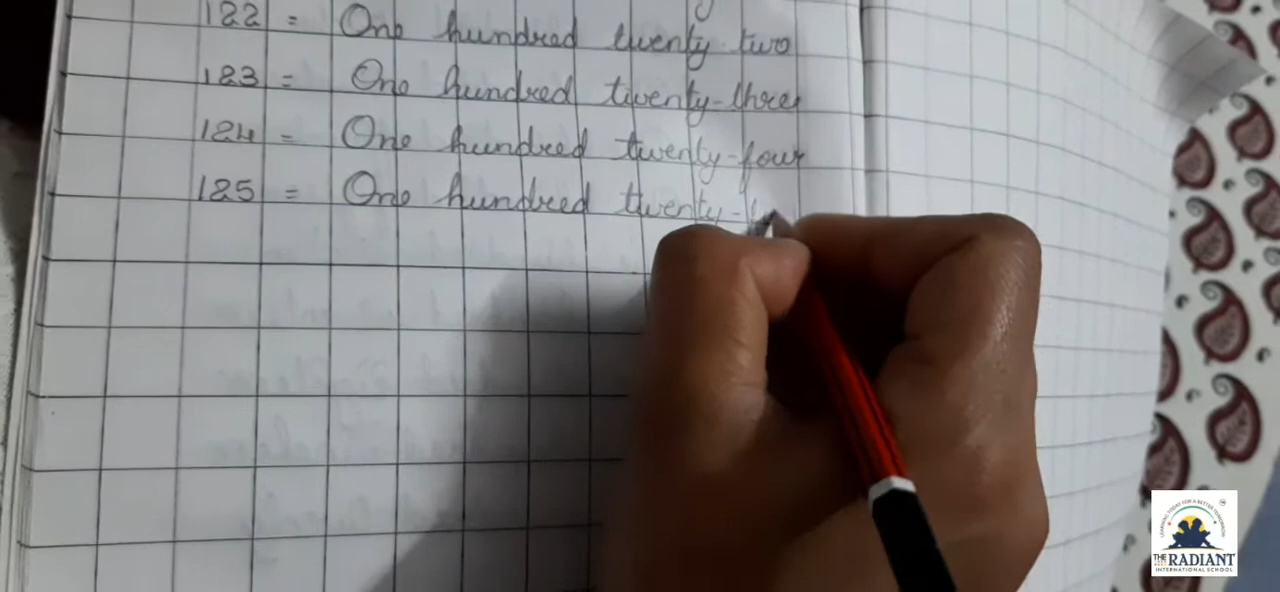 122 = One hundred twenty two
123 = One hundred twenty-three
124 = One hundred twenty-four
125 = One hundred twenty-f
THE RADIANT
INTERNATIONAL SCHOOL